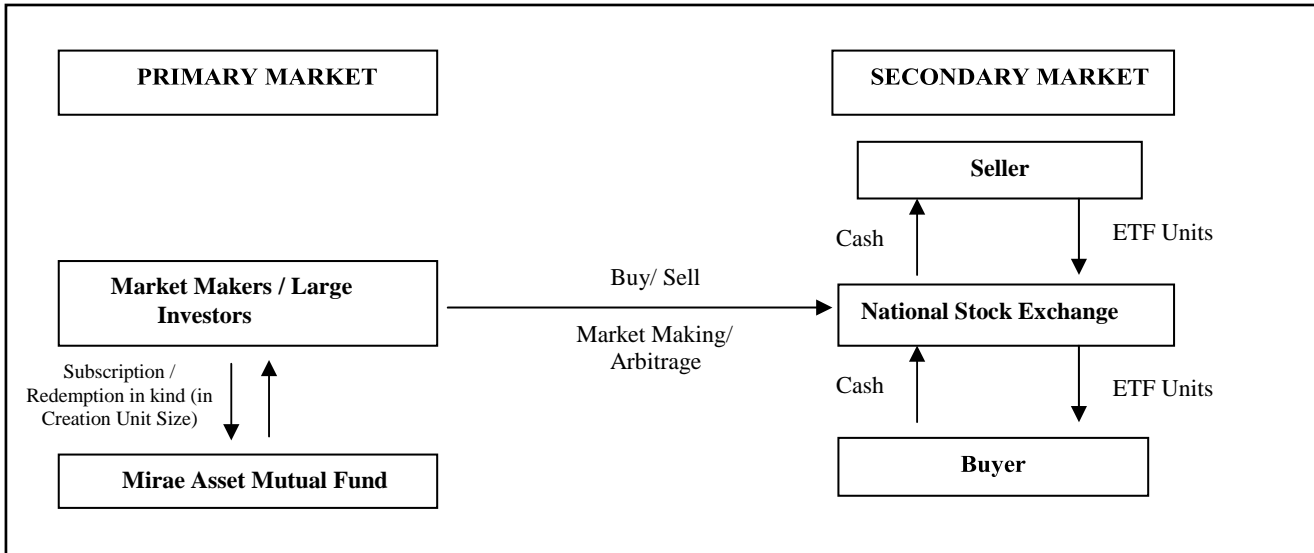 PRIMARY MARKET
SECONDARY MARKET
Seller
Cash
ETF Units
Market Makers / Large
Investors
Buy/ Sell
Market Making/
Arbitrage
National Stock Exchange
Subscription /
Redemption in kind (in
Creation Unit Size)
Cash
ETF Units
Mirae Asset Mutual Fund
Buyer